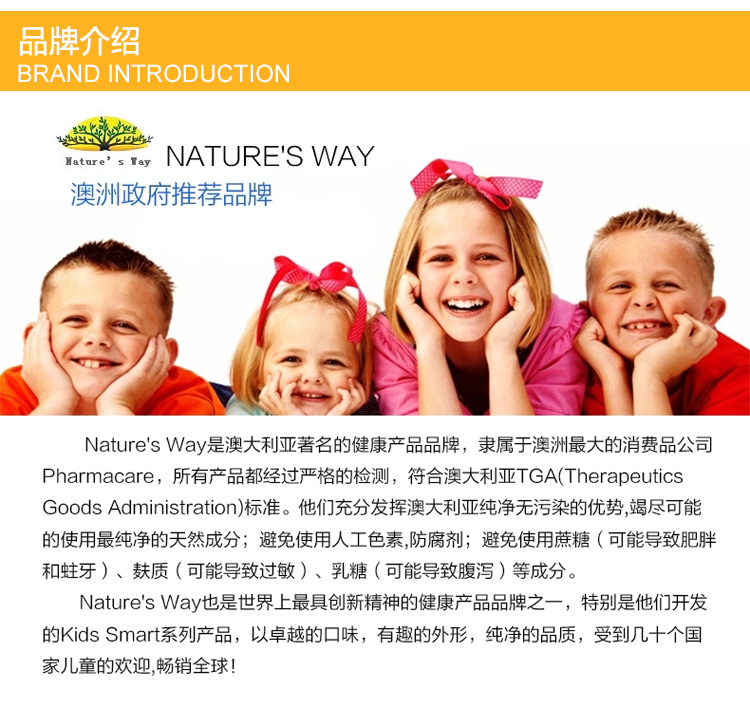 品牌介绍
BRAND INTRODUCTION
Nature's Way
NATURE'S WAY
澳洲政府推荐品牌
Nature's Way是澳大利亚著名的健康产品品牌，隶属于澳洲最大的消费品公司
Pharmacare，所有产品都经过严格的检测，符合澳大利亚TGA(Therapeutics
Goods Administration)标准。他们充分发挥澳大利亚纯净无污染的优势,竭尽可能
的使用最纯净的天然成分；避免使用人工色素,防腐剂；避免使用蔗糖（可能导致肥胖
和蛀牙）、麸质（可能导致过敏）、乳糖（可能导致腹泻）等成分。
Nature's Way也是世界上最具创新精神的健康产品品牌之一，特别是他们开发
的Kids Smart系列产品，以卓越的口味，有趣的外形，纯净的品质，受到几十个国
家儿童的欢迎,畅销全球！